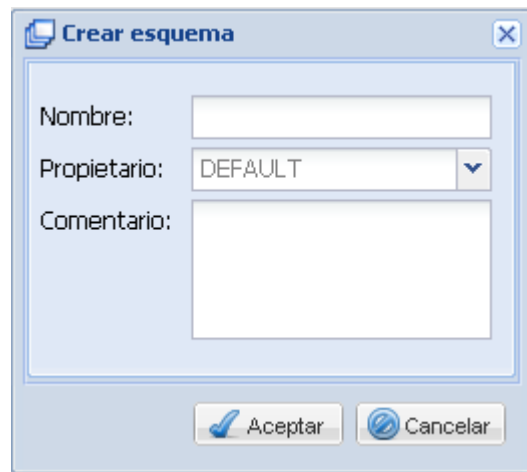 Crear esquema
Nombre:
Propietario: DEFAULT
Comentario:
Aceptar Cancelar